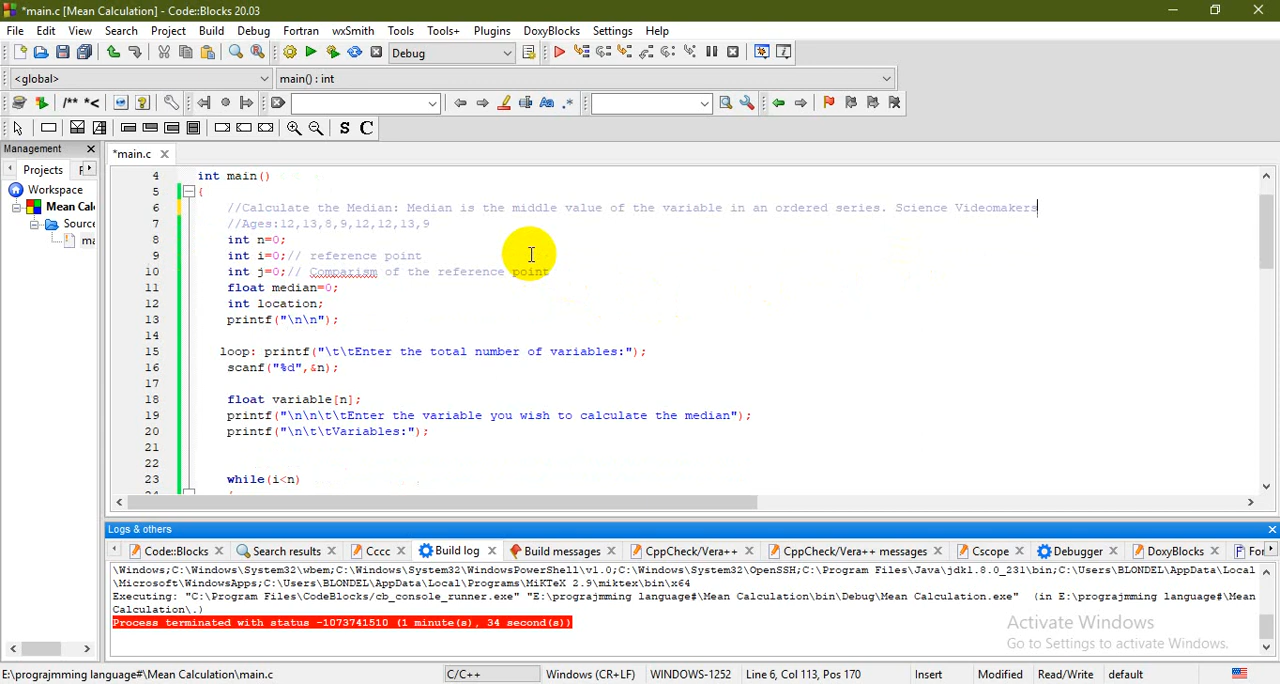 *main.c [Mean Calculation] - Code::Blocks 20.03
File Edit View Search Project Build Debug Fortran wxSmith Tools Tools+ Plugins DoxyBlocks Settings Help
Debug
<global> main() : int
/** *<
S C
Management
*main.c
Projects
Workspace
Mean Cal
Source
ma
4 int main()
5 {
6 //Calculate the Median: Median is the middle value of the variable in an ordered series. Science Videomakers
7 //Ages:12,13,8,9,12,12,13,9
8 int n=0;
9 int i=0;// reference point
10 int j=0;// Comparism of the reference point
11 float median=0;
12 int location;
13 printf("\n\n");
14
15 loop: printf("\t\tEnter the total number of variables:");
16 scanf("%d",&n);
17
18 float variable[n];
19 printf("\n\n\t\tEnter the variable you wish to calculate the median");
20 printf("\n\t\tVariables:");
21
22
23 while(i<n)
Logs & others
Code::Blocks Search results Cccc Build log Build messages CppCheck/Vera++ CppCheck/Vera++ messages Cscope Debugger DoxyBlocks For
\Windows;C:\Windows\System32\wbem;C:\Windows\System32\WindowsPowerShell\v1.0;C:\Windows\System32\OpenSSH;C:\Program Files\Java\jdk1.8.0_231\bin;C:\Users\BLONDEL\AppData\Local
\Microsoft\WindowsApps;C:\Users\BLONDEL\AppData\Local\Programs\MiKTeX 2.9\miktex\bin\x64
Executing: "C:\Program Files\CodeBlocks/cb_console_runner.exe" "E:\prograjmming language#\Mean Calculation\bin\Debug\Mean Calculation.exe" (in E:\prograjmming language#\Mean
Calculation\.)
Process terminated with status -1073741510 (1 minute(s), 34 second(s))
Activate Windows
Go to Settings to activate Windows.
E:\prograjmming language#\Mean Calculation\main.c C/C++ Windows (CR+LF) WINDOWS-1252 Line 6, Col 113, Pos 170 Insert Modified Read/Write default